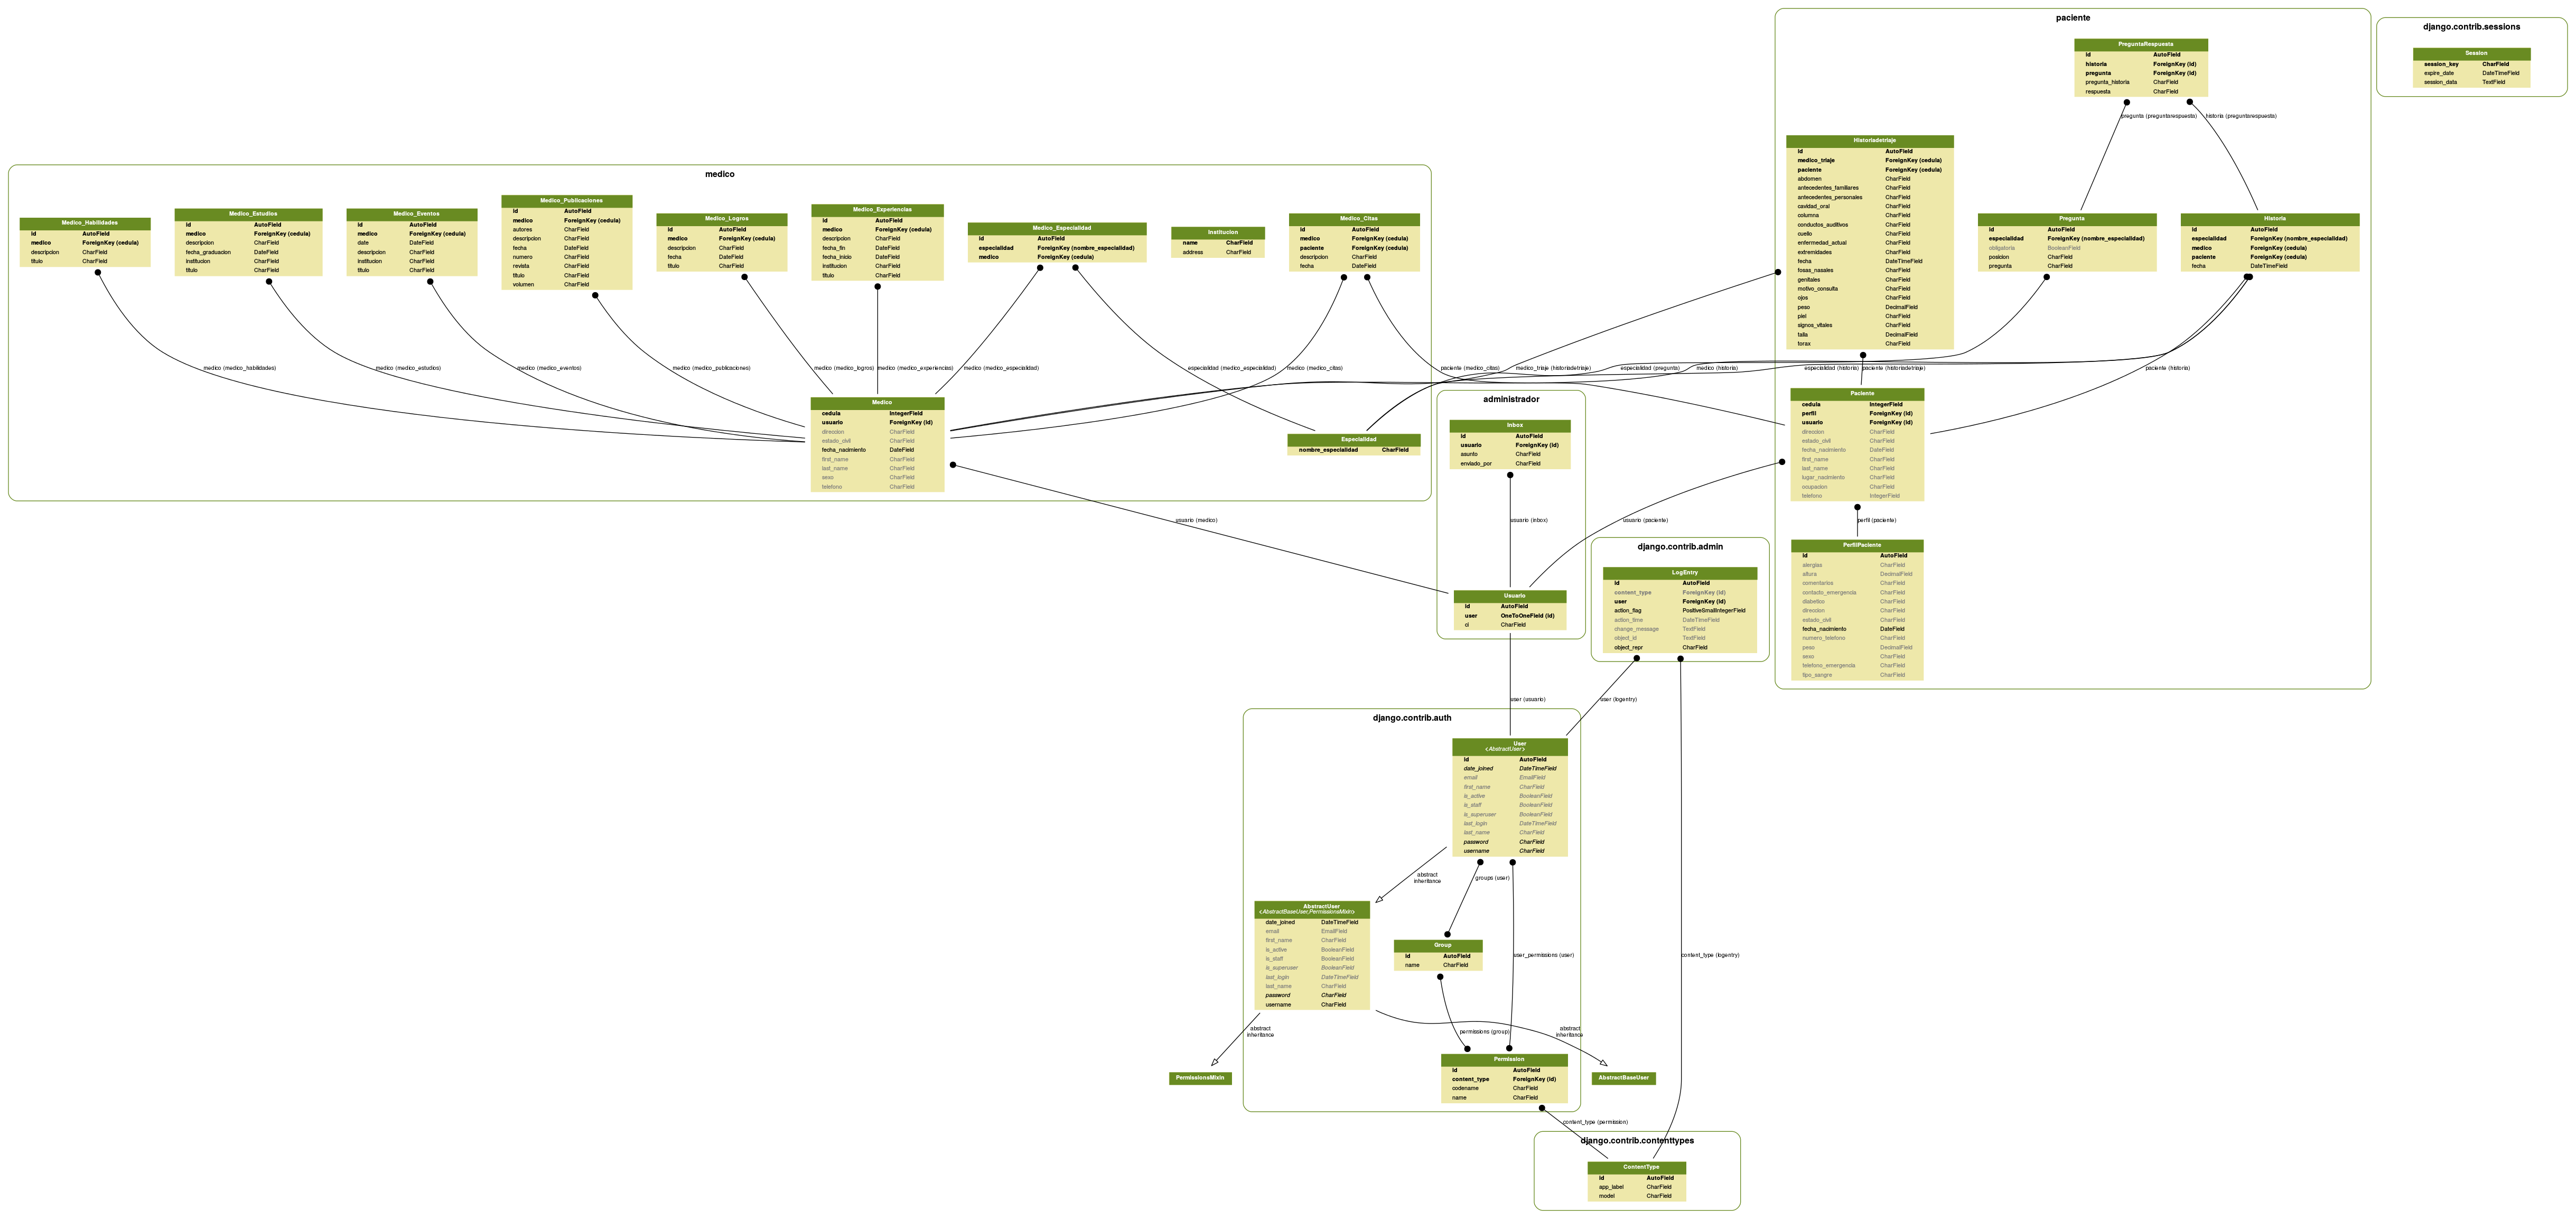 paciente
PreguntaRespuesta
id AutoField
historia ForeignKey (id)
pregunta ForeignKey (id)
pregunta_historia CharField
respuesta CharField
pregunta (preguntarespuesta)
historia (preguntarespuesta)
django.contrib.sessions
Session
session_key CharField
expire_date DateTimeField
session_data TextField
Historiadetriaje
id AutoField
medico_triaje ForeignKey (cedula)
paciente ForeignKey (cedula)
abdomen CharField
antecedentes_familiares CharField
antecedentes_personales CharField
cavidad_oral CharField
columna CharField
conductos_auditivos CharField
cuello CharField
enfermedad_actual CharField
extremidades CharField
fecha DateTimeField
fosas_nasales CharField
genitales CharField
motivo_consulta CharField
ojos CharField
peso DecimalField
piel CharField
signos_vitales CharField
talla DecimalField
torax CharField
Pregunta
id AutoField
especialidad ForeignKey (nombre_especialidad)
obligatoria BooleanField
posicion CharField
pregunta CharField
Historia
id AutoField
especialidad ForeignKey (nombre_especialidad)
medico ForeignKey (cedula)
paciente ForeignKey (cedula)
fecha DateTimeField
medico
Medico_Habilidades
id AutoField
medico ForeignKey (cedula)
descripcion CharField
titulo CharField
Medico_Estudios
id AutoField
medico ForeignKey (cedula)
descripcion CharField
fecha_graduacion DateField
institucion CharField
titulo CharField
Medico_Eventos
id AutoField
medico ForeignKey (cedula)
date DateField
descripcion CharField
institucion CharField
titulo CharField
Medico_Publicaciones
id AutoField
medico ForeignKey (cedula)
autores CharField
descripcion CharField
fecha DateField
numero CharField
revista CharField
titulo CharField
volumen CharField
Medico_Logros
id AutoField
medico ForeignKey (cedula)
descripcion CharField
fecha DateField
titulo CharField
Medico_Experiencias
id AutoField
medico ForeignKey (cedula)
descripcion CharField
fecha_fin DateField
fecha_inicio DateField
institucion CharField
titulo CharField
Medico_Especialidad
id AutoField
especialidad ForeignKey (nombre_especialidad)
medico ForeignKey (cedula)
Institucion
name CharField
address CharField
Medico_Citas
id AutoField
medico ForeignKey (cedula)
paciente ForeignKey (cedula)
descripcion CharField
fecha DateField
medico (medico_habilidades)
medico (medico_estudios)
medico (medico_eventos)
medico (medico_publicaciones)
medico (medico_logros)
medico (medico_experiencias)
medico (medico_especialidad)
especialidad (medico_especialidad)
medico (medico_citas)
paciente (medico_citas)
medico_triaje (historiadetriaje)
especialidad (pregunta)
medico (historia)
especialidad (historia)
paciente (historiadetriaje)
paciente (historia)
Medico
cedula IntegerField
usuario ForeignKey (id)
direccion CharField
estado_civil CharField
fecha_nacimiento DateField
first_name CharField
last_name CharField
sexo CharField
telefono CharField
Especialidad
nombre_especialidad CharField
administrador
Inbox
id AutoField
usuario ForeignKey (id)
asunto CharField
enviado_por CharField
Paciente
cedula IntegerField
perfil ForeignKey (id)
usuario ForeignKey (id)
direccion CharField
estado_civil CharField
fecha_nacimiento DateField
first_name CharField
last_name CharField
lugar_nacimiento CharField
ocupacion CharField
telefono IntegerField
usuario (medico)
usuario (inbox)
usuario (paciente)
perfil (paciente)
Usuario
id AutoField
user OneToOneField (id)
ci CharField
django.contrib.admin
LogEntry
id AutoField
content_type ForeignKey (id)
user ForeignKey (id)
action_flag PositiveSmallIntegerField
action_time DateTimeField
change_message TextField
object_id TextField
object_repr CharField
PerfilPaciente
id AutoField
alergias CharField
altura DecimalField
comentarios CharField
contacto_emergencia CharField
diabetico CharField
direccion CharField
estado_civil CharField
fecha_nacimiento DateField
numero_telefono CharField
peso DecimalField
sexo CharField
telefono_emergencia CharField
tipo_sangre CharField
user (usuario)
user (logentry)
django.contrib.auth
User
<AbstractUser>
id AutoField
date_joined DateTimeField
email EmailField
first_name CharField
is_active BooleanField
is_staff BooleanField
is_superuser BooleanField
last_login DateTimeField
last_name CharField
password CharField
username CharField
abstract
inheritance
groups (user)
AbstractUser
<AbstractBaseUser,PermissionsMixin>
date_joined DateTimeField
email EmailField
first_name CharField
is_active BooleanField
is_staff BooleanField
is_superuser BooleanField
last_login DateTimeField
last_name CharField
password CharField
username CharField
Group
id AutoField
name CharField
user_permissions (user)
content_type (logentry)
abstract
inheritance
permissions (group)
abstract
inheritance
PermissionsMixin
Permission
id AutoField
content_type ForeignKey (id)
codename CharField
name CharField
AbstractBaseUser
content_type (permission)
django.contrib.contenttypes
ContentType
id AutoField
app_label CharField
model CharField